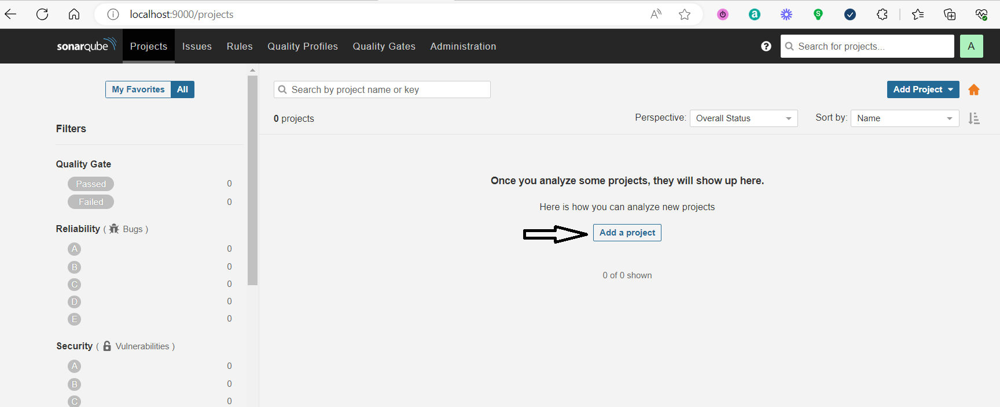 localhost:9000/projects
sonarqube Projects Issues Rules Quality Profiles Quality Gates Administration Search for projects... A
My Favorites All
Search by project name or key
Add Project
0 projects
Perspective: Overall Status
Sort by: Name
Filters
Quality Gate
Passed 0
Failed 0
Reliability ( Bugs )
A 0
B 0
C 0
D 0
E 0
Security ( Vulnerabilities )
A 0
B 0
C 0
Once you analyze some projects, they will show up here.
Here is how you can analyze new projects
Add a project
0 of 0 shown